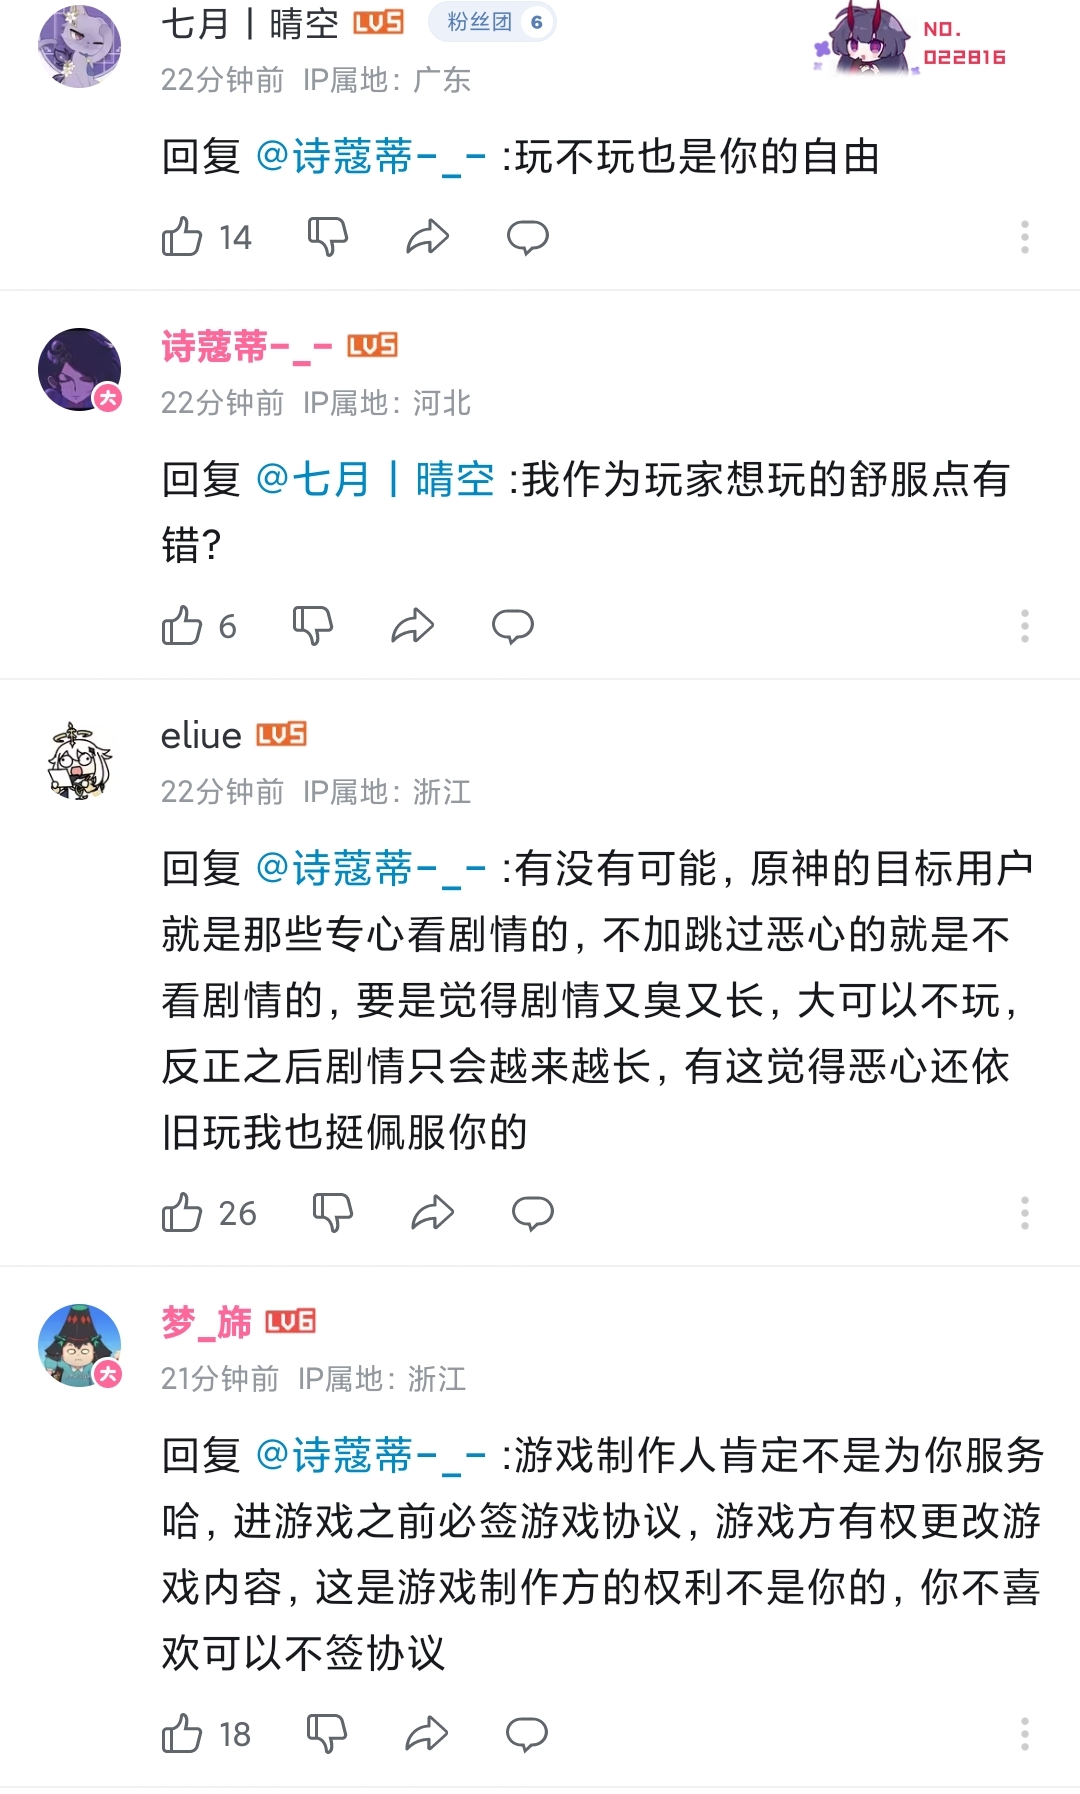 七月丨晴空 LV5 粉丝团 6
NO.
022816
22分钟前 IP属地：广东
回复 @诗蔻蒂-_- :玩不玩也是你的自由
14
诗蔻蒂-_- LV5
大
22分钟前 IP属地：河北
回复 @七月丨晴空 :我作为玩家想玩的舒服点有
错？
6
eliue LV5
22分钟前 IP属地：浙江
回复 @诗蔻蒂-_- :有没有可能，原神的目标用户
就是那些专心看剧情的，不加跳过恶心的就是不
看剧情的，要是觉得剧情又臭又长，大可以不玩，
反正之后剧情只会越来越长，有这觉得恶心还依
旧玩我也挺佩服你的
26
梦_旆 LV6
大
21分钟前 IP属地：浙江
回复 @诗蔻蒂-_- :游戏制作人肯定不是为你服务
哈，进游戏之前必签游戏协议，游戏方有权更改游
戏内容，这是游戏制作方的权利不是你的，你不喜
欢可以不签协议
18